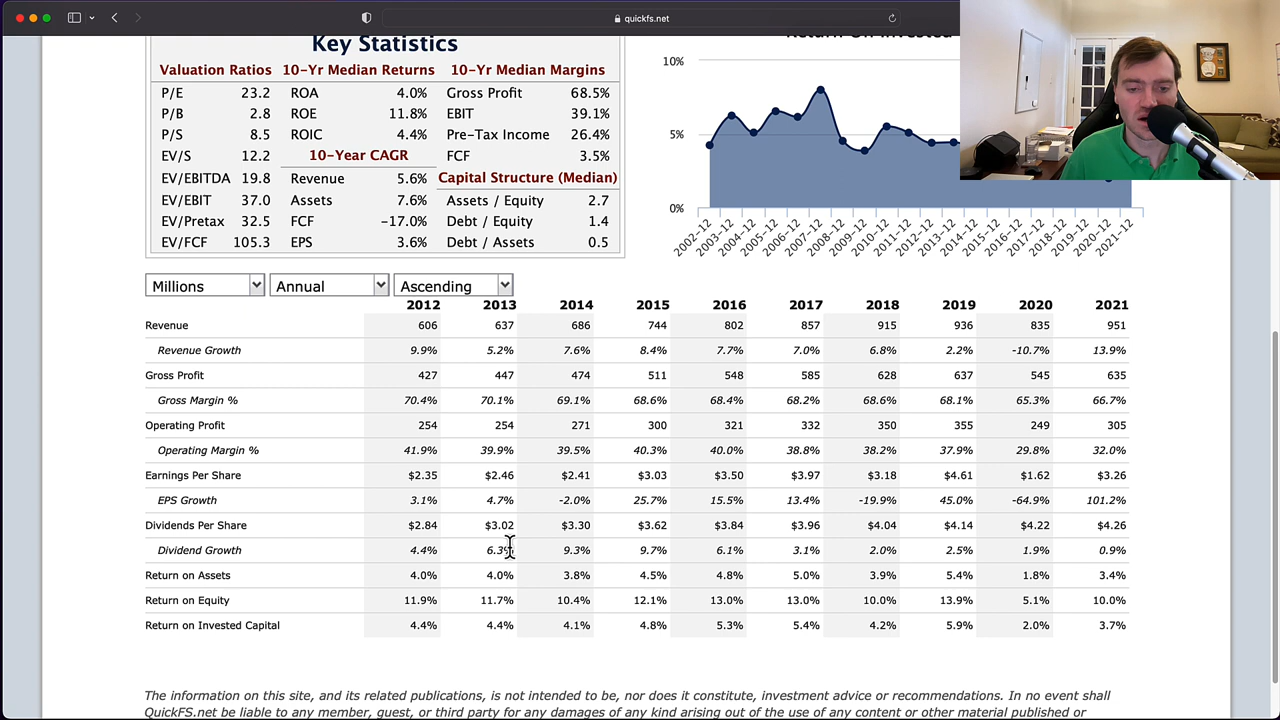 quickfs.net
Key Statistics
Valuation Ratios 10-Yr Median Returns 10-Yr Median Margins
P/E 23.2 ROA 4.0% Gross Profit 68.5%
P/B 2.8 ROE 11.8% EBIT 39.1%
P/S 8.5 ROIC 4.4% Pre-Tax Income 26.4%
EV/S 12.2 10-Year CAGR FCF 3.5%
EV/EBITDA 19.8 Revenue 5.6% Capital Structure (Median)
EV/EBIT 37.0 Assets 7.6% Assets / Equity 2.7
EV/Pretax 32.5 FCF -17.0% Debt / Equity 1.4
EV/FCF 105.3 EPS 3.6% Debt / Assets 0.5
Return On Invested
10%
5%
0%
2002-12 2003-12 2004-12 2005-12 2006-12 2007-12 2008-12 2009-12 2010-12 2011-12 2012-12 2013-12 2014-12 2015-12 2016-12 2017-12 2018-12 2019-12 2020-12 2021-12
Millions Annual Ascending
2012 2013 2014 2015 2016 2017 2018 2019 2020 2021
Revenue 606 637 686 744 802 857 915 936 835 951
Revenue Growth 9.9% 5.2% 7.6% 8.4% 7.7% 7.0% 6.8% 2.2% -10.7% 13.9%
Gross Profit 427 447 474 511 548 585 628 637 545 635
Gross Margin % 70.4% 70.1% 69.1% 68.6% 68.4% 68.2% 68.6% 68.1% 65.3% 66.7%
Operating Profit 254 254 271 300 321 332 350 355 249 305
Operating Margin % 41.9% 39.9% 39.5% 40.3% 40.0% 38.8% 38.2% 37.9% 29.8% 32.0%
Earnings Per Share $2.35 $2.46 $2.41 $3.03 $3.50 $3.97 $3.18 $4.61 $1.62 $3.26
EPS Growth 3.1% 4.7% -2.0% 25.7% 15.5% 13.4% -19.9% 45.0% -64.9% 101.2%
Dividends Per Share $2.84 $3.02 $3.30 $3.62 $3.84 $3.96 $4.04 $4.14 $4.22 $4.26
Dividend Growth 4.4% 6.3% 9.3% 9.7% 6.1% 3.1% 2.0% 2.5% 1.9% 0.9%
Return on Assets 4.0% 4.0% 3.8% 4.5% 4.8% 5.0% 3.9% 5.4% 1.8% 3.4%
Return on Equity 11.9% 11.7% 10.4% 12.1% 13.0% 13.0% 10.0% 13.9% 5.1% 10.0%
Return on Invested Capital 4.4% 4.4% 4.1% 4.8% 5.3% 5.4% 4.2% 5.9% 2.0% 3.7%
The information on this site, and its related publications, is not intended to be, nor does it constitute, investment advice or recommendations. In no event shall
QuickFS.net be liable to any member, guest, or third party for any damages of any kind arising out of the use of any content or other material published or